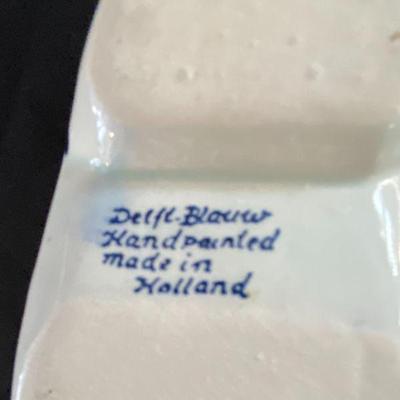 Delft-Blauw
Handpainted
made in
Holland